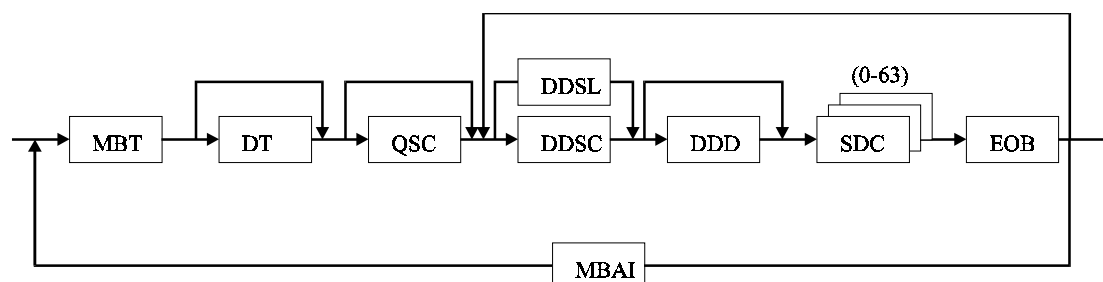 DDSL
(0-63)
MBT
DT
QSC
DDSC
DDD
SDC
EOB
MBAI